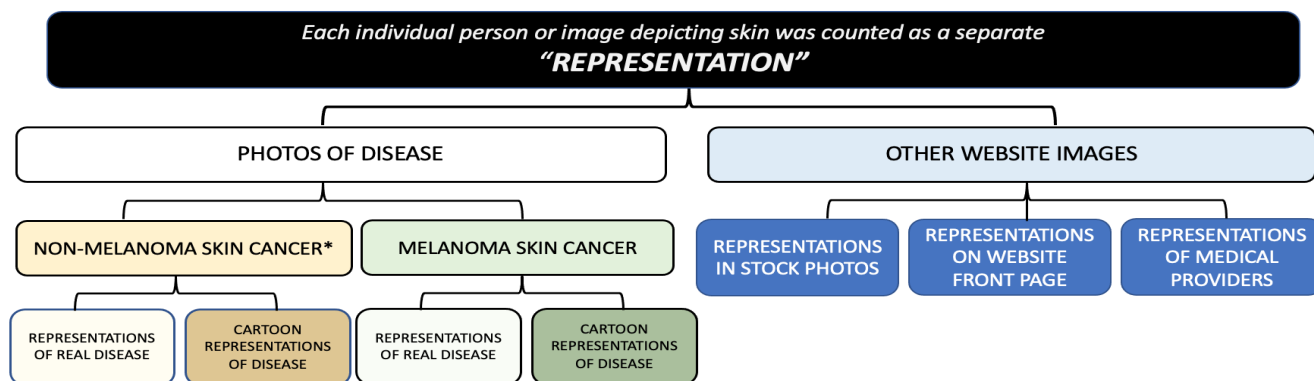 Each individual person or image depicting skin was counted as a separate
“REPRESENTATION”
PHOTOS OF DISEASE
OTHER WEBSITE IMAGES
NON-MELANOMA SKIN CANCER*
MELANOMA SKIN CANCER
REPRESENTATIONS
IN STOCK PHOTOS
REPRESENTATIONS
ON WEBSITE
FRONT PAGE
REPRESENTATIONS
OF MEDICAL
PROVIDERS
REPRESENTATIONS
OF REAL DISEASE
CARTOON
REPRESENTATIONS
OF DISEASE
REPRESENTATIONS
OF REAL DISEASE
CARTOON
REPRESENTATIONS
OF DISEASE